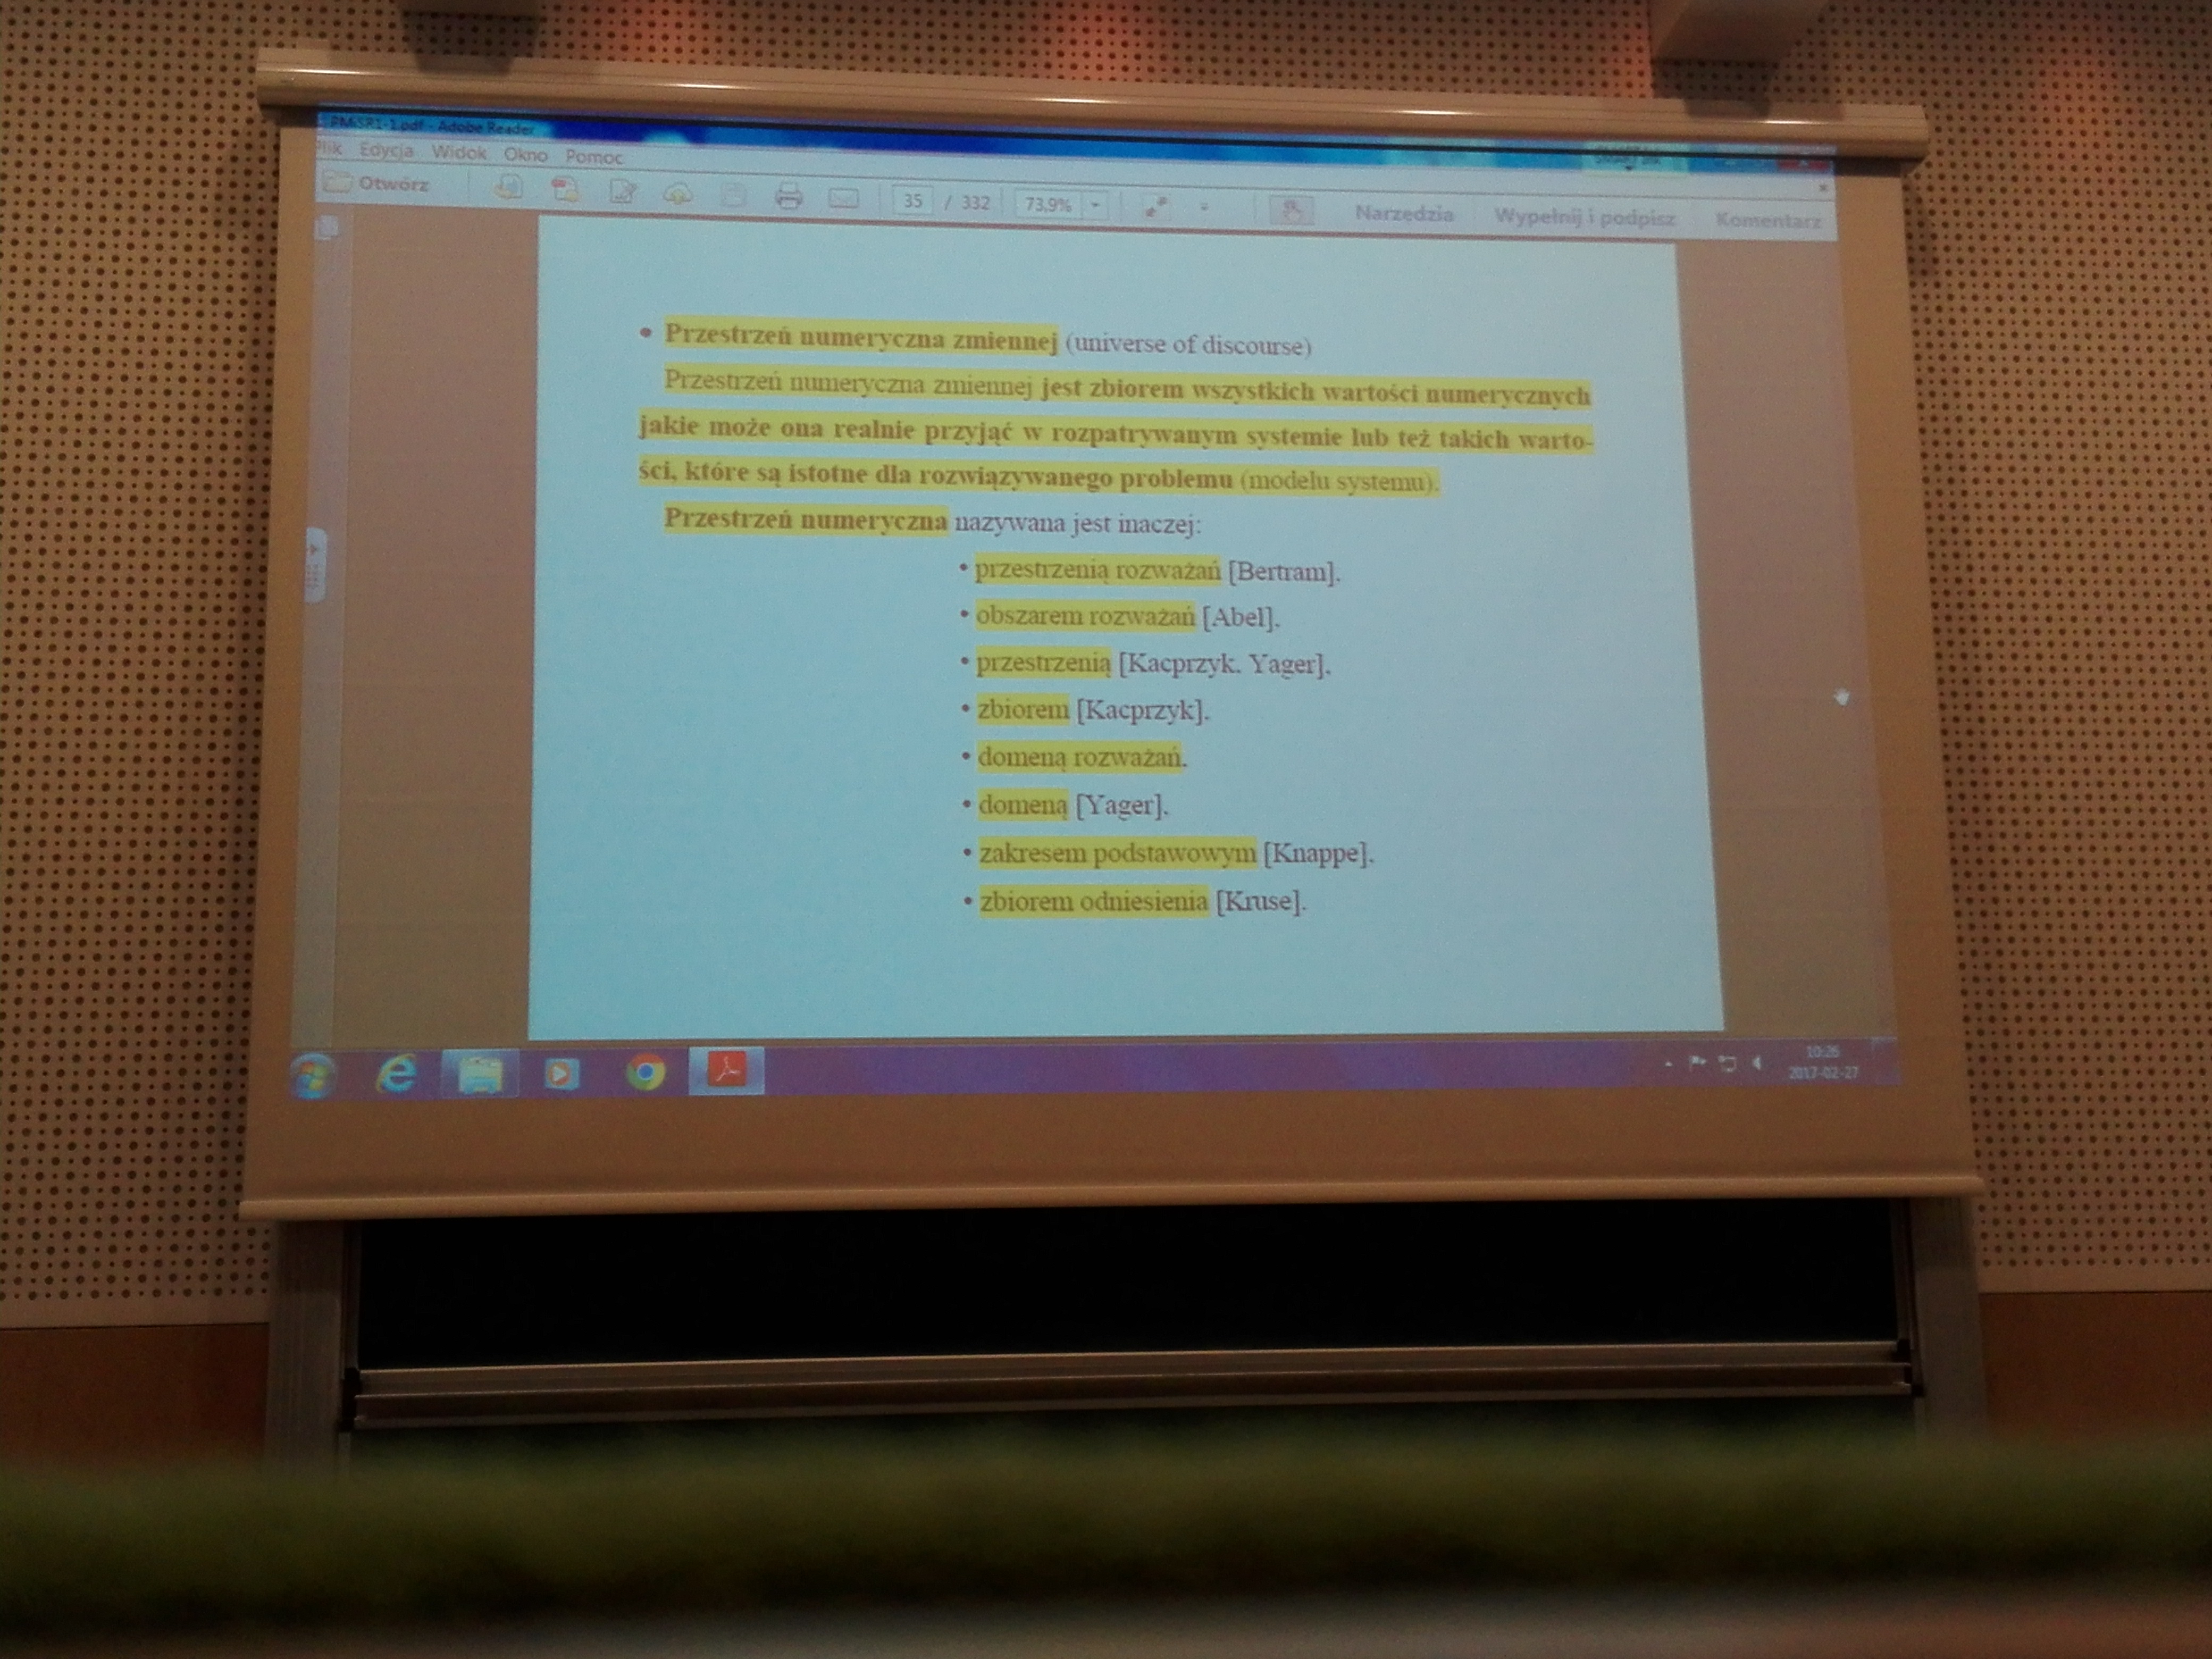 PMiSR1-1.pdf - Adobe Reader
Plik Edycja Widok Okno Pomoc
Otwórz 35 / 332 73,9% Narzędzia Wypełnij i podpisz Komentarz
• Przestrzeń numeryczna zmiennej (universe of discourse)
Przestrzeń numeryczna zmiennej jest zbiorem wszystkich wartości numerycznych
jakie może ona realnie przyjąć w rozpatrywanym systemie lub też takich warto-
ści, które są istotne dla rozwiązywanego problemu (modelu systemu).
Przestrzeń numeryczna nazywana jest inaczej:
• przestrzenią rozważań [Bertram].
• obszarem rozważań [Abel].
• przestrzenią [Kacprzyk. Yager].
• zbiorem [Kacprzyk].
• domeną rozważań.
• domeną [Yager].
• zakresem podstawowym [Knappe].
• zbiorem odniesienia [Kruse].
10:26
2017-02-27